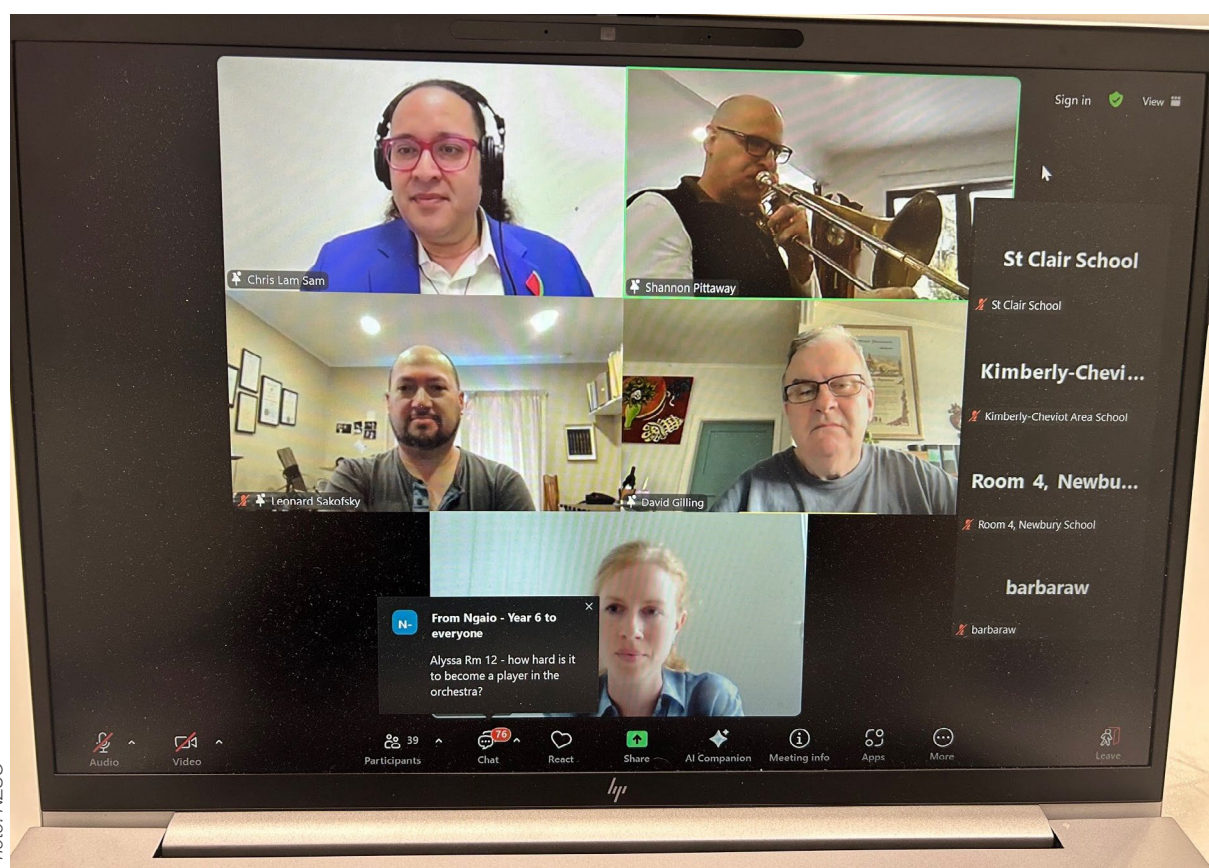 Sign in
View
Chris Lam Sam
Shannon Pittaway
St Clair School
St Clair School
Kimberly-Chevi...
Kimberly-Cheviot Area School
Leonard Sakofsky
David Gilling
Room 4, Newbu...
Room 4, Newbury School
barbaraw
barbaraw
N-
From Ngaio - Year 6 to
everyone
Alyssa Rm 12 - how hard is it
to become a player in the
orchestra?
Audio
Video
39
Participants
76
Chat
React
Share
AI Companion
Meeting info
Apps
More
Leave
hp